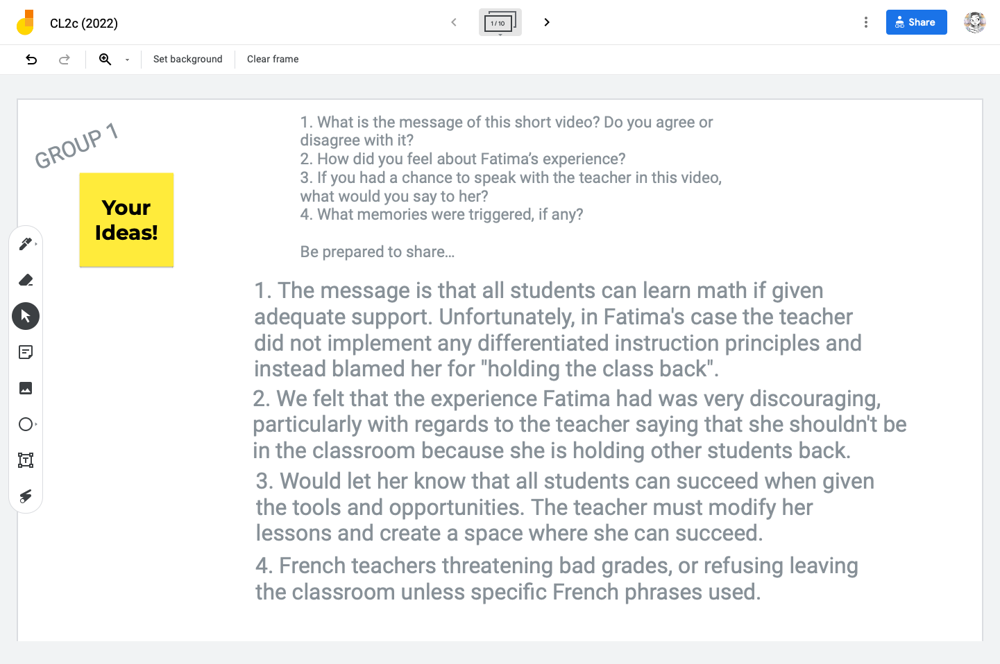 CL2c (2022)
1 / 10
Share
Set background
Clear frame
GROUP 1
Your
Ideas!
1. What is the message of this short video? Do you agree or
disagree with it?
2. How did you feel about Fatima’s experience?
3. If you had a chance to speak with the teacher in this video,
what would you say to her?
4. What memories were triggered, if any?
Be prepared to share...
1. The message is that all students can learn math if given
adequate support. Unfortunately, in Fatima's case the teacher
did not implement any differentiated instruction principles and
instead blamed her for "holding the class back".
2. We felt that the experience Fatima had was very discouraging,
particularly with regards to the teacher saying that she shouldn't be
in the classroom because she is holding other students back.
3. Would let her know that all students can succeed when given
the tools and opportunities. The teacher must modify her
lessons and create a space where she can succeed.
4. French teachers threatening bad grades, or refusing leaving
the classroom unless specific French phrases used.